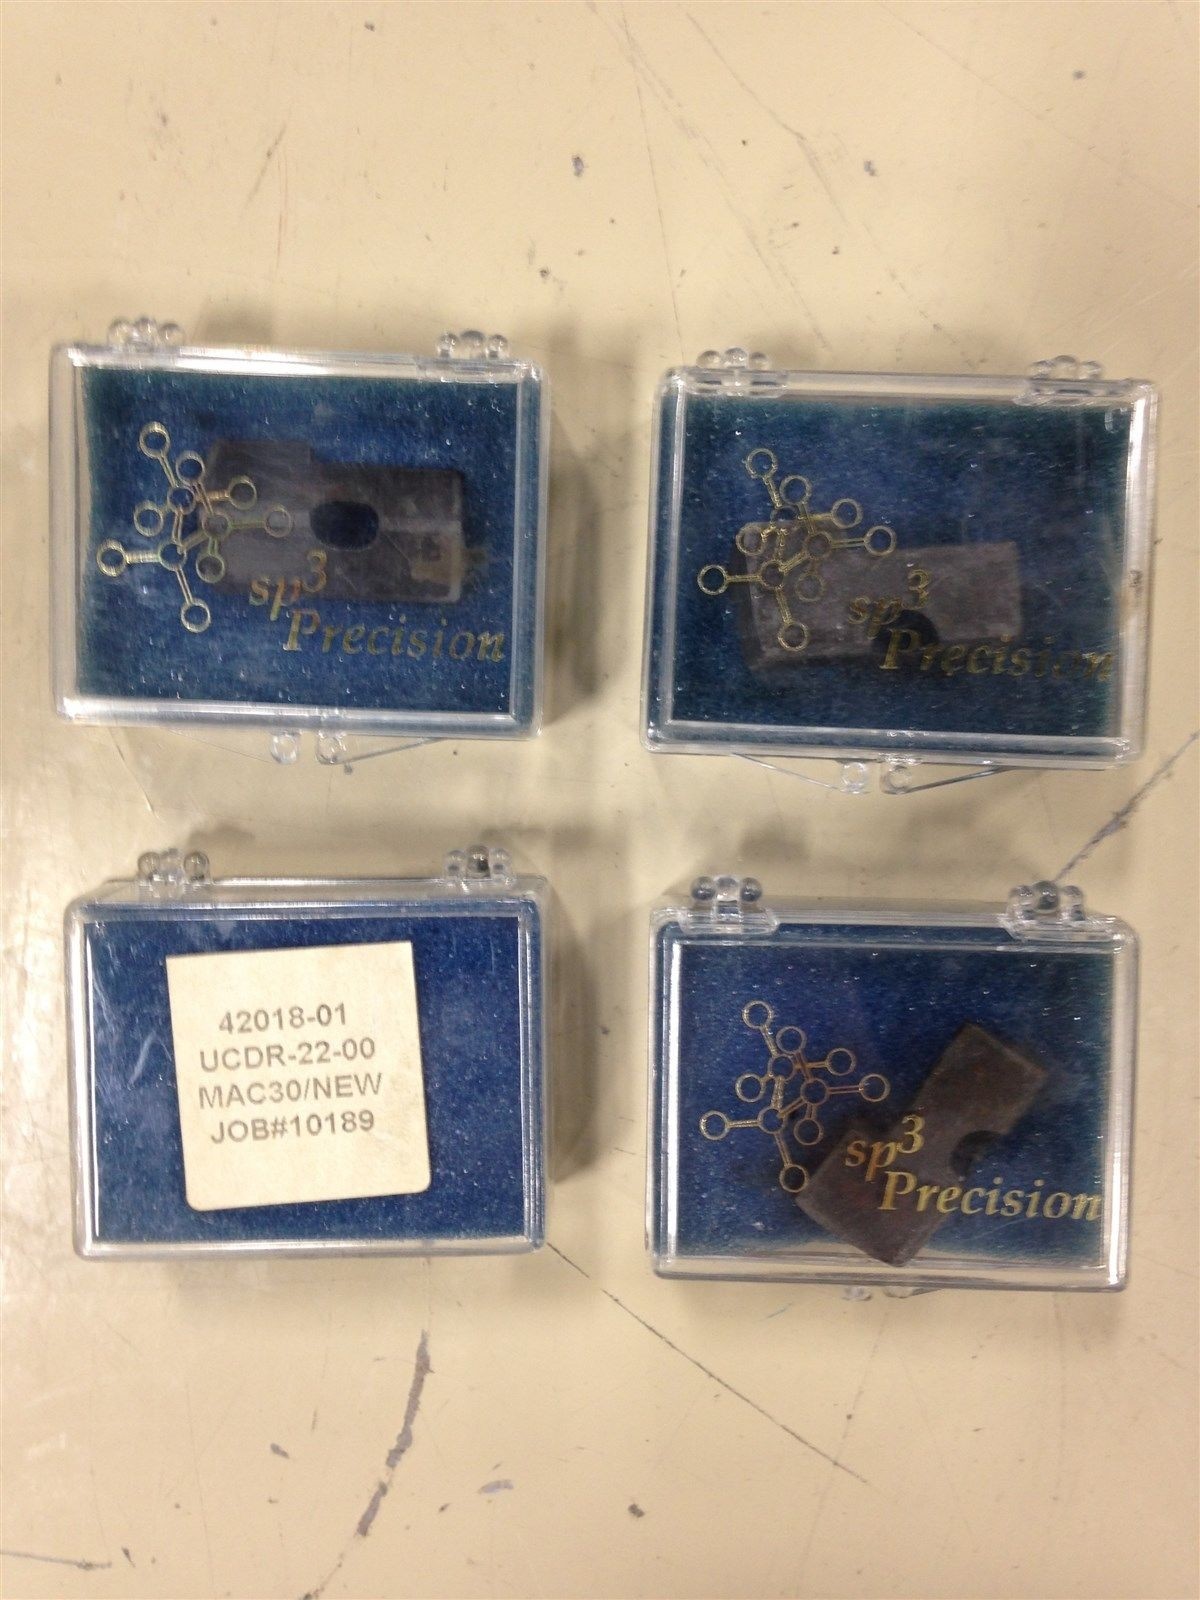 sp³
Precision
sp³
Precision
42018-01
UCDR-22-00
MAC30/NEW
JOB#10189
sp³
Precision